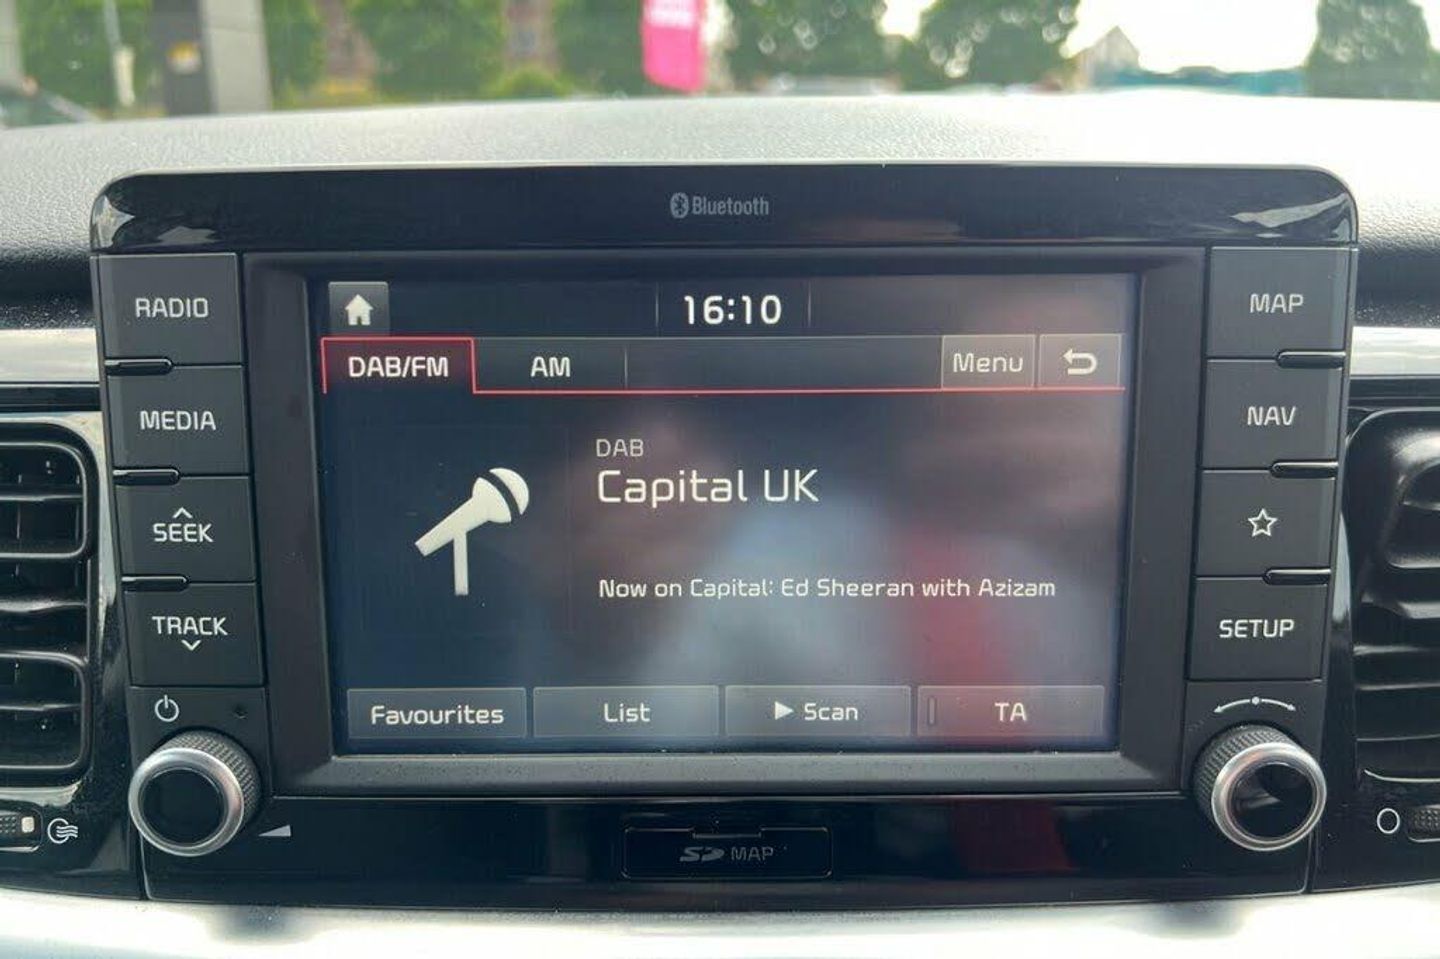 Bluetooth
RADIO
MEDIA
SEEK
TRACK
16:10
DAB/FM
AM
Menu
DAB
Capital UK
Now on Capital: Ed Sheeran with Azizam
Favourites
List
Scan
TA
MAP
NAV
SETUP
SD MAP